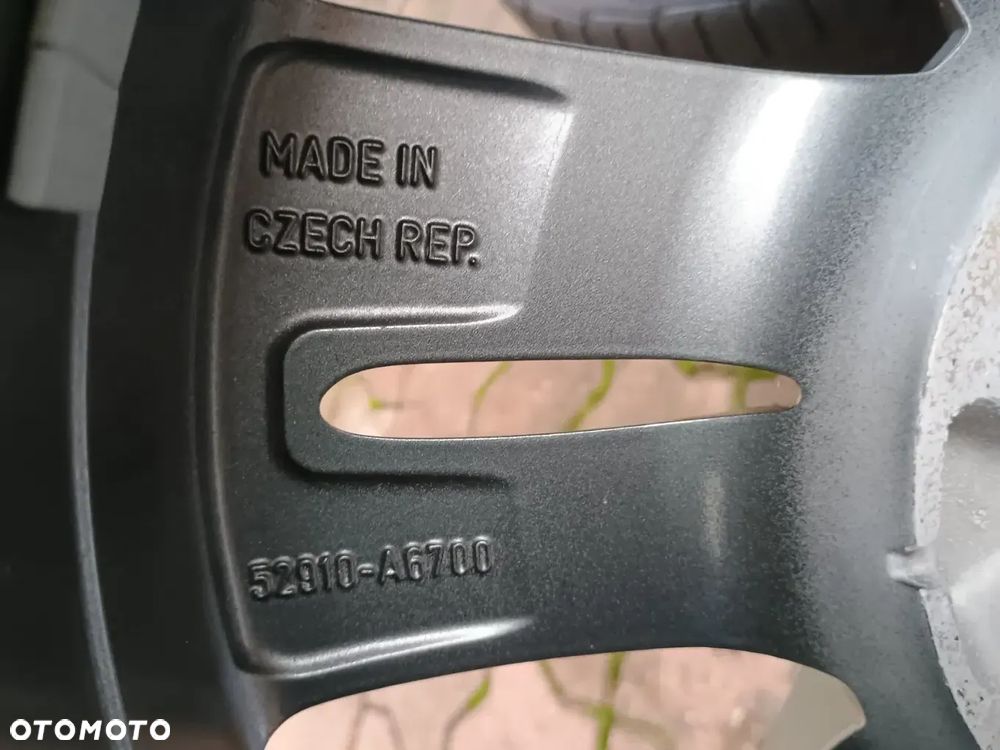 MADE IN
CZECH REP.
52910-A6700
OTOMOTO